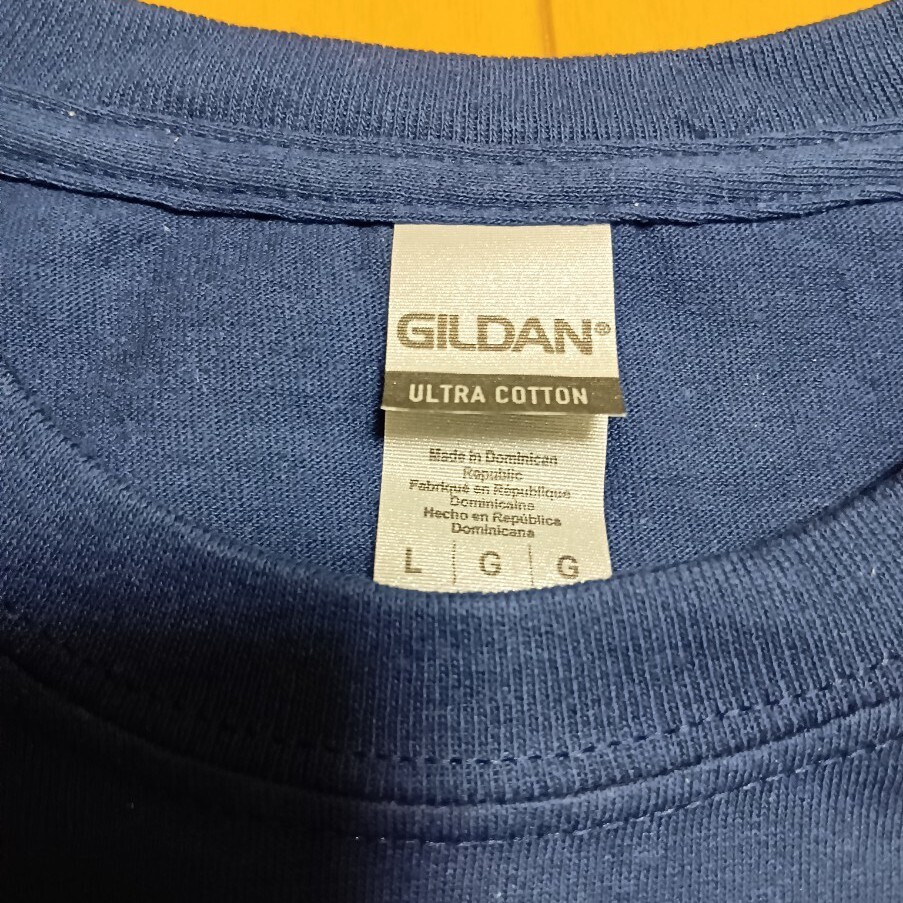 GILDAN®
ULTRA COTTON
Made in Dominican
Republic
Fabriqué en République
Dominicaine
Hecho en República
Dominicana
L | G | G